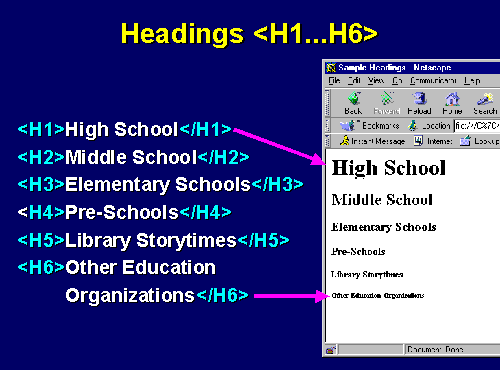 Headings <H1...H6>
<H1>High School</H1>
<H2>Middle School</H2>
<H3>Elementary Schools</H3>
<H4>Pre-Schools</H4>
<H5>Library Storytimes</H5>
<H6>Other Education
Organizations</H6>
Sample Headings - Netscape
File Edit View Go Communicator Help
Back Forward Reload Home Search
Bookmarks Location file:///C%7C/
Instant Message Internet Lookup
High School
Middle School
Elementary Schools
Pre-Schools
Library Storytimes
Other Education Organizations
Document: Done